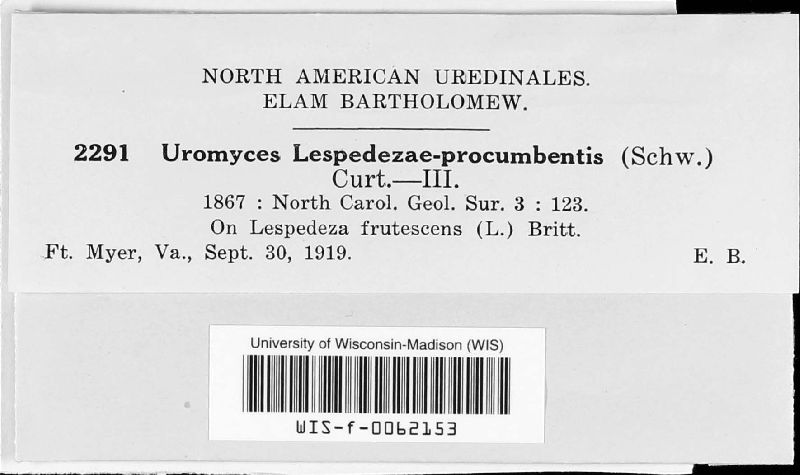 NORTH AMERICAN UREDINALES.
ELAM BARTHOLOMEW.
2291 Uromyces Lespedezae-procumbentis (Schw.)
Curt.—III.
1867 : North Carol. Geol. Sur. 3 : 123.
On Lespedeza frutescens (L.) Britt.
Ft. Myer, Va., Sept. 30, 1919. E. B.
University of Wisconsin-Madison (WIS)
WIS-f-0062153